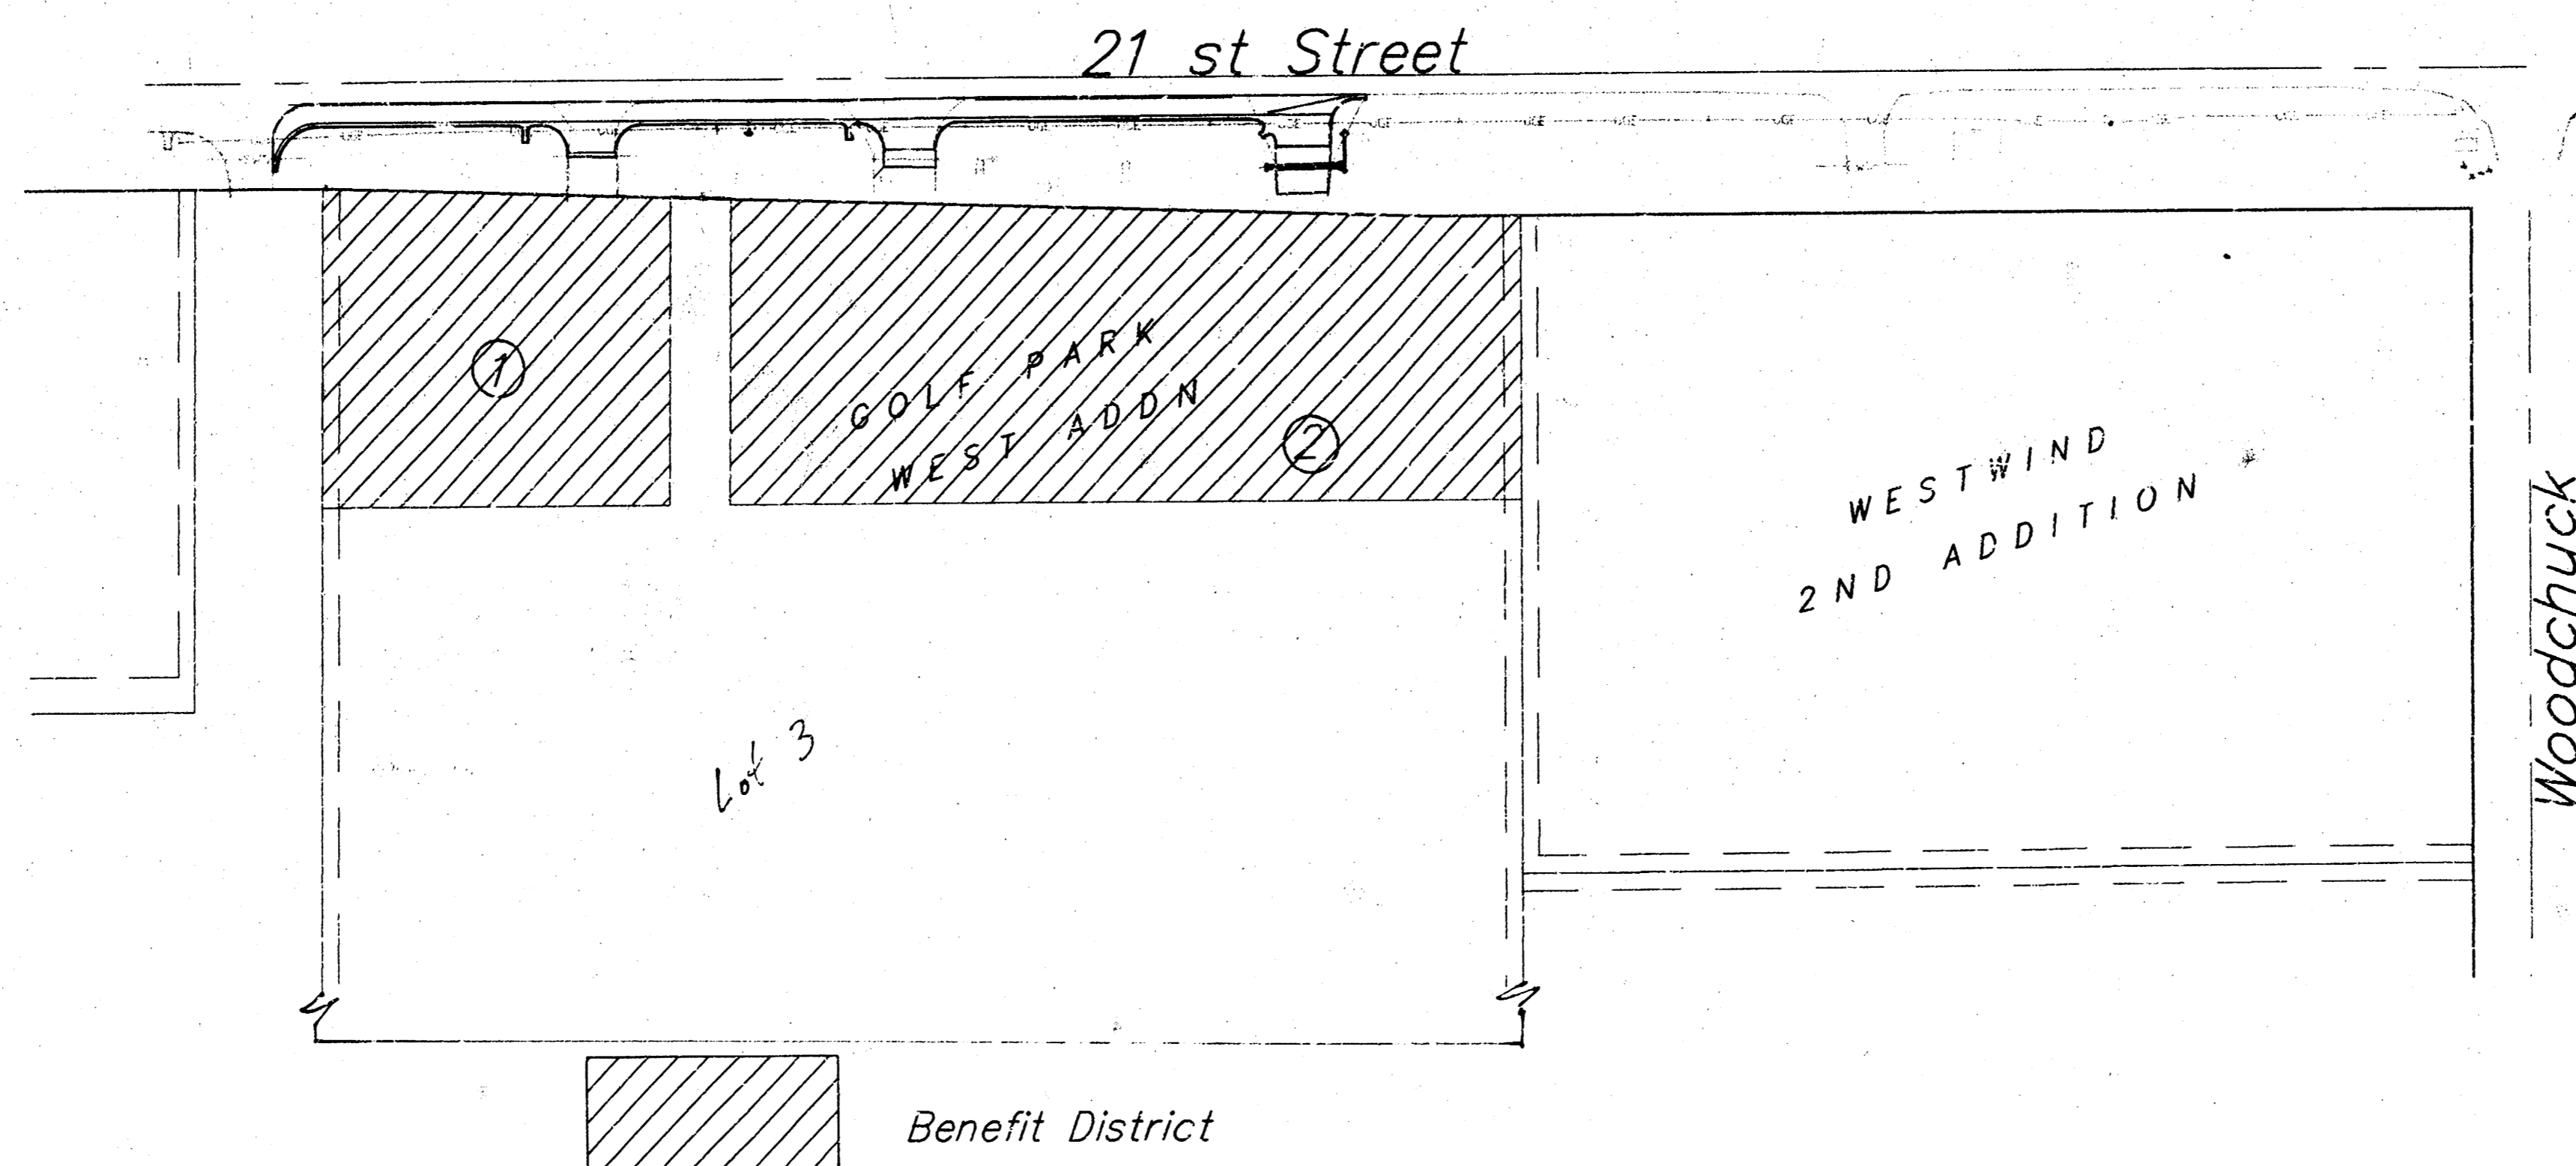 21 st Street
1
GOLF PARK
WEST ADDN
2
WESTWIND
2ND ADDITION
Woodchuck
Lot 3
Benefit District